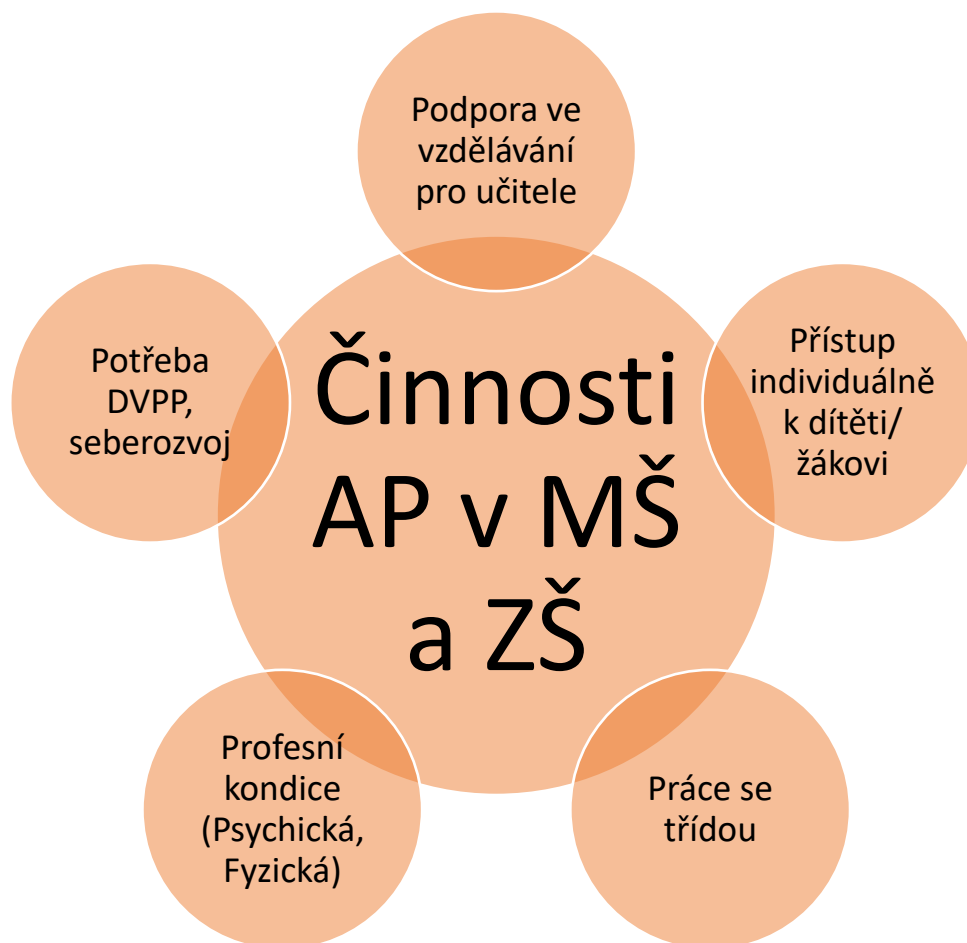 Podpora ve
vzdělávání
pro učitele
Potřeba
DVPP,
seberozvoj
Činnosti
AP v MŠ
a ZŠ
Přístup
individuálně
k dítěti/
žákovi
Profesní
kondice
(Psychická,
Fyzická)
Práce se
třídou